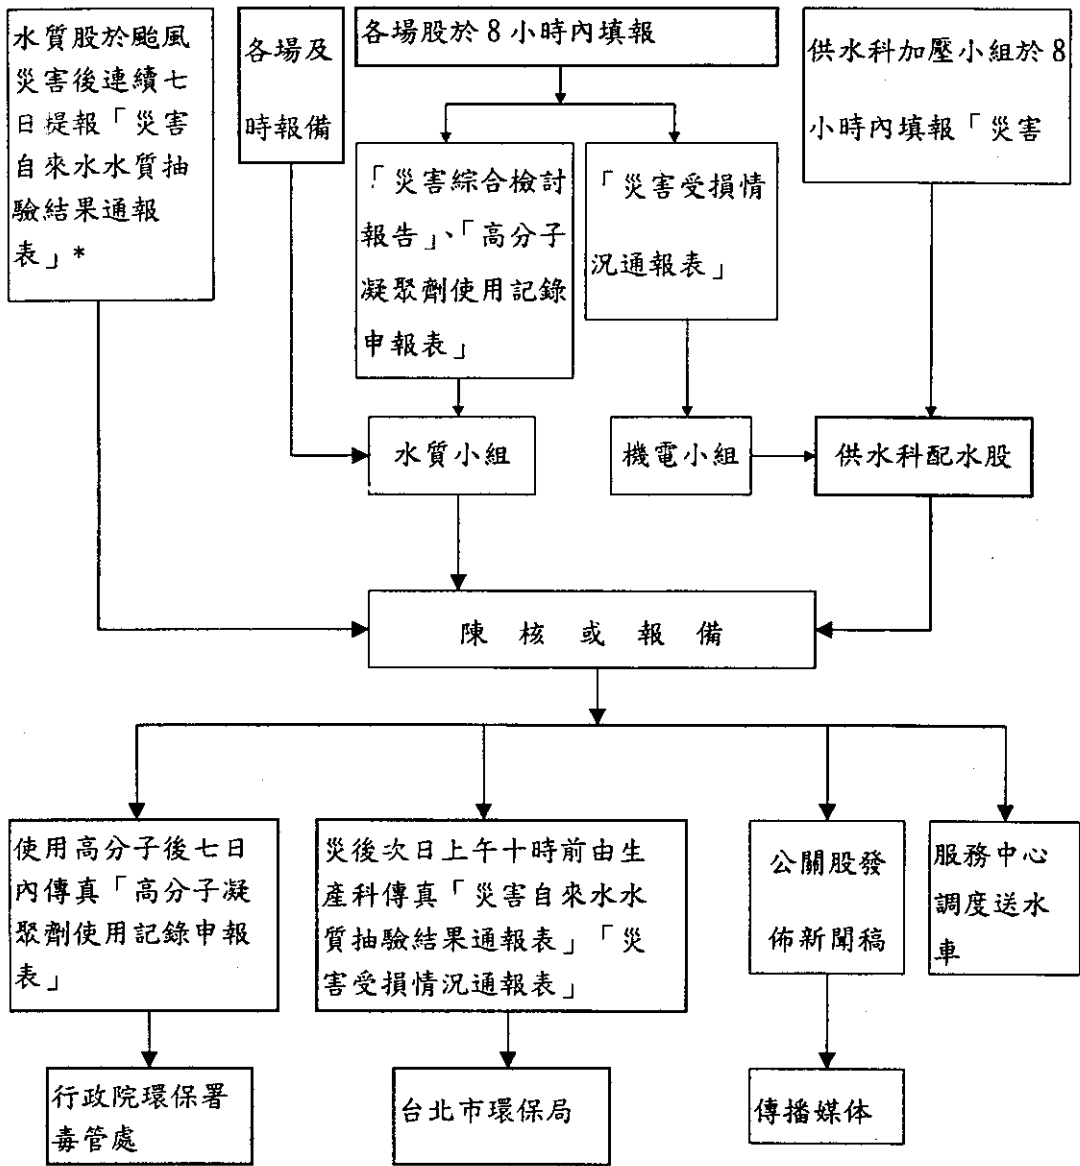 水質股於颱風
災害後連續七
日提報「災害
自來水水質抽
驗結果通報
表」*
各場及
時報備
各場股於 8 小時內填報
供水科加壓小組於 8
小時內填報「災害
「災害綜合檢討
報告」、「高分子
凝聚劑使用記錄
申報表」
「災害受損情
況通報表」
水質小組
機電小組
供水科配水股
陳 核 或 報 備
使用高分子後七日
內傳真「高分子凝
聚劑使用記錄申報
表」
災後次日上午十時前由生
產科傳真「災害自來水水
質抽驗結果通報表」「災
害受損情況通報表」
公關股發
佈新聞稿
服務中心
調度送水
車
行政院環保署
毒管處
台北市環保局
傳播媒体